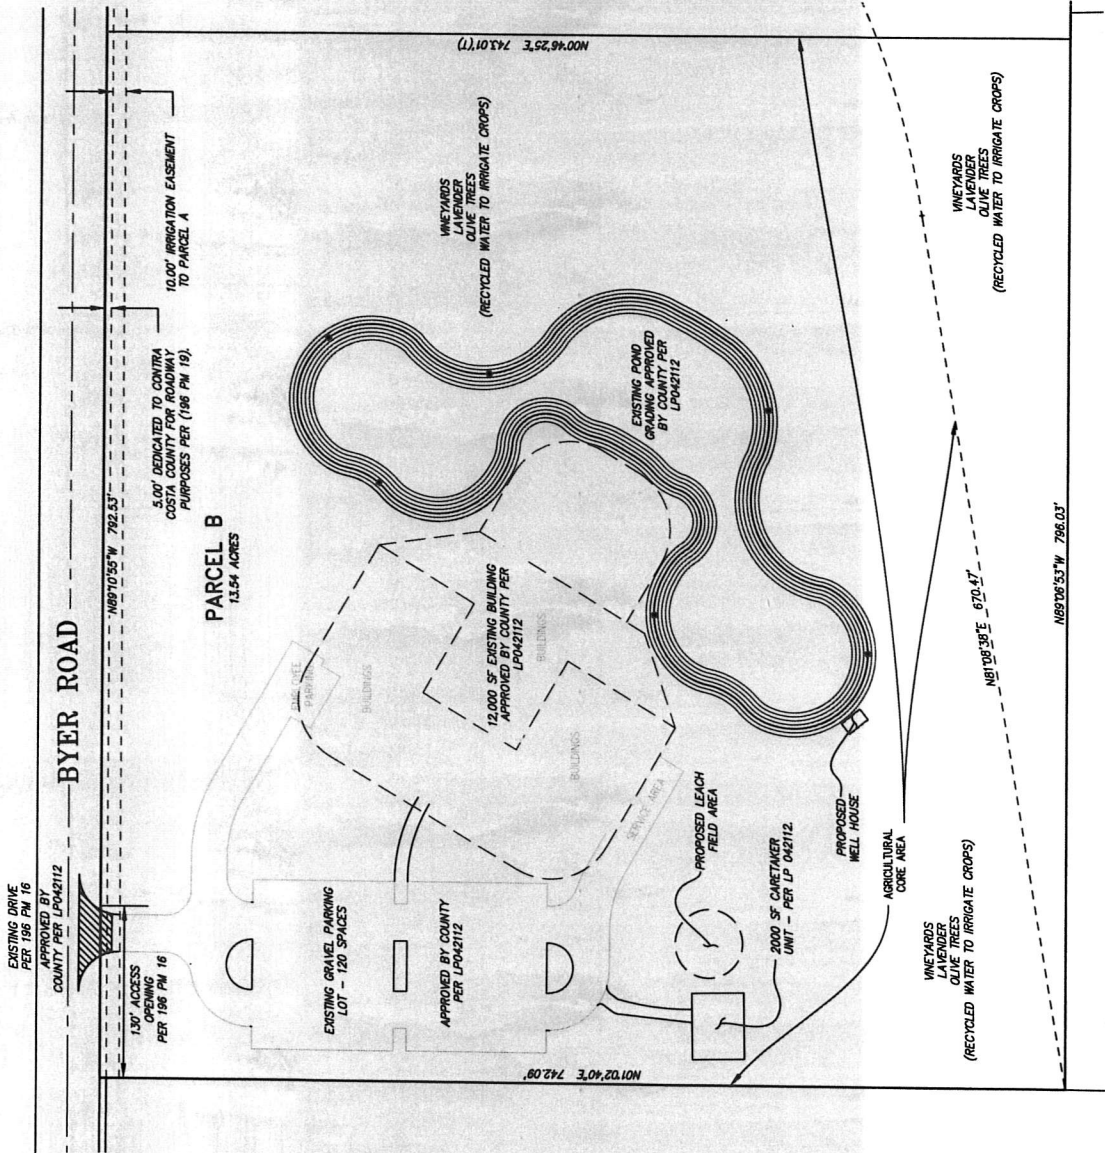 EXISTING DRIVE
PER 196 PM 16
APPROVED BY
COUNTY PER LP042112
BYER ROAD
130' ACCESS
OPENING
PER 196 PM 16
N89°10'55"W 792.53'
5.00' DEDICATED TO CONTRA
COSTA COUNTY FOR ROADWAY
PURPOSES PER (196 PM 19).
10.00' IRRIGATION EASEMENT
TO PARCEL A
PARCEL B
13.54 ACRES
N00°46'25"E 743.01'(T)
VINEYARDS
LAVENDER
OLIVE TREES
(RECYCLED WATER TO IRRIGATE CROPS)
EXISTING POND
GRADING APPROVED
BY COUNTY PER
LP042112
EMPLOYEE
PARKING
BUILDINGS
12,000 SF EXISTING BUILDING
APPROVED BY COUNTY PER
LP042112
BUILDINGS
BUILDINGS
SERVICE AREA
EXISTING GRAVEL PARKING
LOT - 120 SPACES
APPROVED BY COUNTY
PER LP042112
PROPOSED LEACH
FIELD AREA
2000 SF CARETAKER
UNIT - PER LP 042112.
PROPOSED
WELL HOUSE
AGRICULTURAL
CORE AREA
N01°02'40"E 742.09'
VINEYARDS
LAVENDER
OLIVE TREES
(RECYCLED WATER TO IRRIGATE CROPS)
VINEYARDS
LAVENDER
OLIVE TREES
(RECYCLED WATER TO IRRIGATE CROPS)
N81°08'38"E 670.47'
N89°06'53"W 796.03'